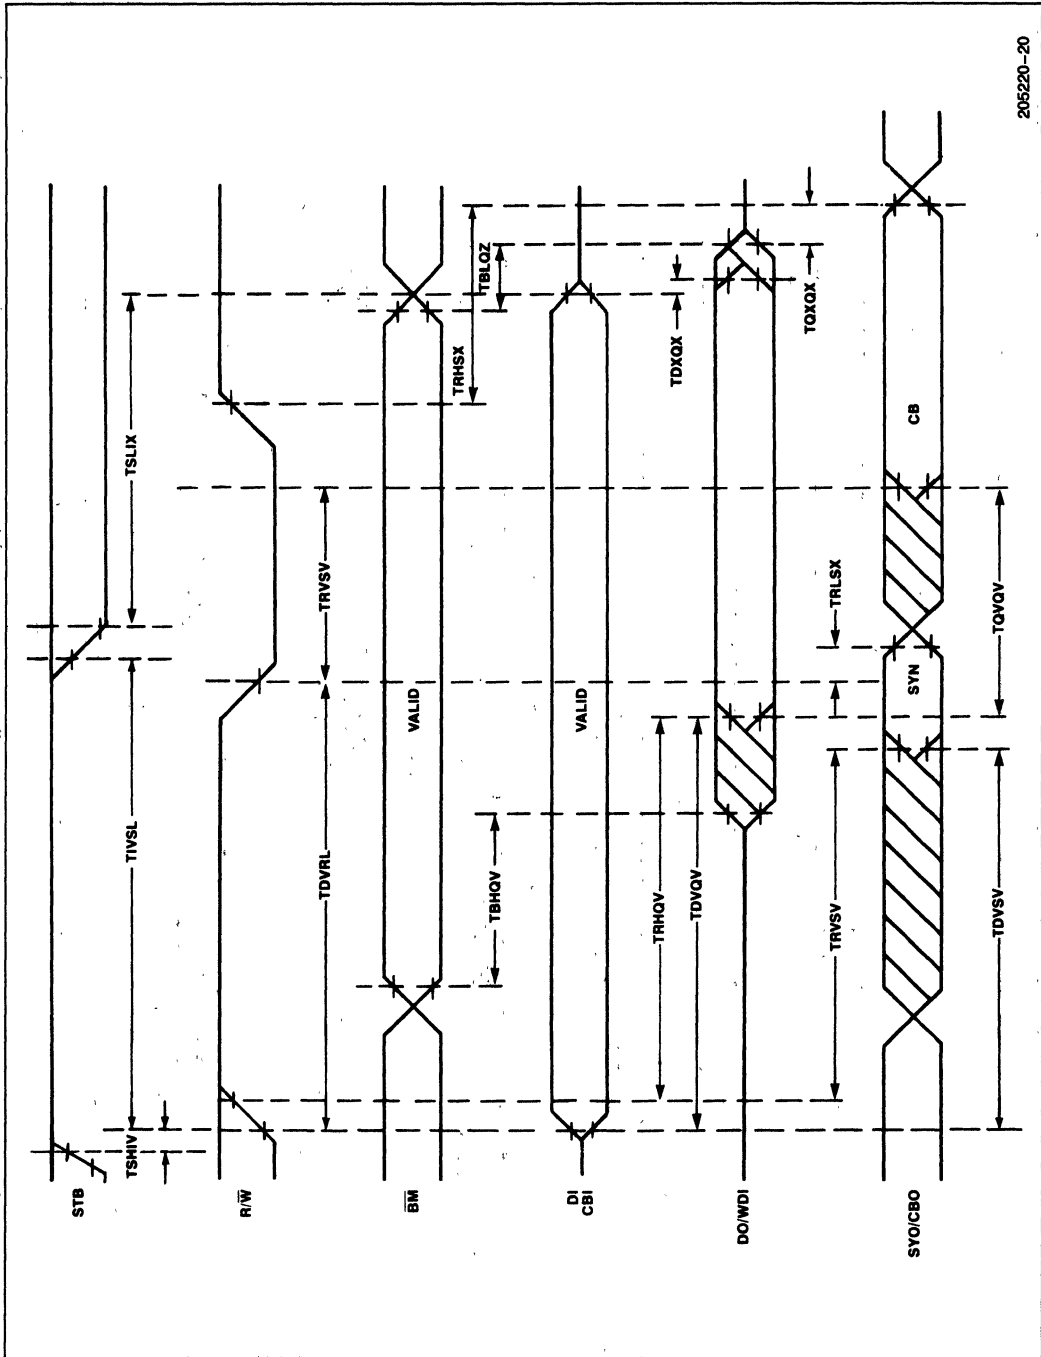 STB
TSHIV
TIVSL
TSLIX
R/W̅
TDVRL
TRVSV
TRHSX
B̅M̅
VALID
TBHQV
TBLQZ
DI
CBI
VALID
TRHQV
TDVQV
TDXQX
DO/WDI
TRVSV
TRLSX
TQXQX
SYO/CBO
SYN
CB
TDVSV
TQVQV
205220-20